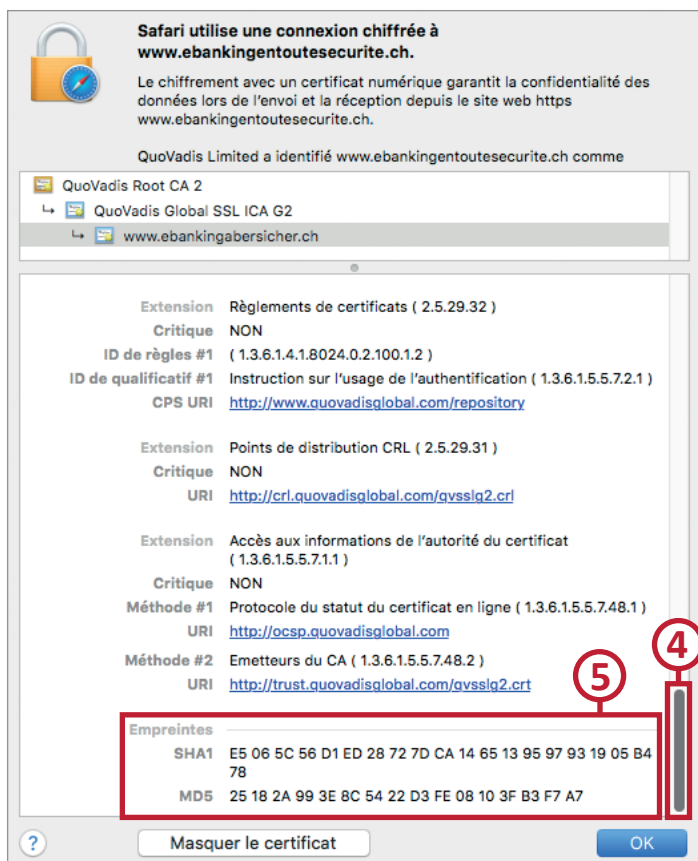 Safari utilise une connexion chiffrée à
www.ebankingentoutesecurite.ch.
Le chiffrement avec un certificat numérique garantit la confidentialité des
données lors de l'envoi et la réception depuis le site web https
www.ebankingentoutesecurite.ch.
QuoVadis Limited a identifié www.ebankingentoutesecurite.ch comme
QuoVadis Root CA 2
QuoVadis Global SSL ICA G2
www.ebankingabersicher.ch
Extension Règlements de certificats ( 2.5.29.32 )
Critique NON
ID de règles #1 ( 1.3.6.1.4.1.8024.0.2.100.1.2 )
ID de qualificatif #1 Instruction sur l'usage de l'authentification ( 1.3.6.1.5.5.7.2.1 )
CPS URI http://www.quovadisglobal.com/repository
Extension Points de distribution CRL ( 2.5.29.31 )
Critique NON
URI http://crl.quovadisglobal.com/qvsslg2.crl
Extension Accès aux informations de l'autorité du certificat
( 1.3.6.1.5.5.7.1.1 )
Critique NON
Méthode #1 Protocole du statut du certificat en ligne ( 1.3.6.1.5.5.7.48.1 )
URI http://ocsp.quovadisglobal.com
Méthode #2 Emetteurs du CA ( 1.3.6.1.5.5.7.48.2 )
URI http://trust.quovadisglobal.com/qvsslg2.crt
4
5
Empreintes
SHA1 E5 06 5C 56 D1 ED 28 72 7D CA 14 65 13 95 97 93 19 05 B4
78
MD5 25 18 2A 99 3E 8C 54 22 D3 FE 08 10 3F B3 F7 A7
? Masquer le certificat OK